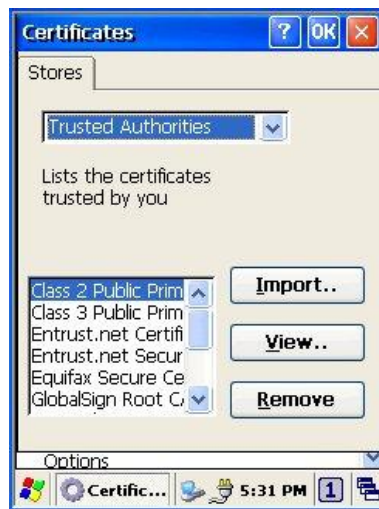 Certificates ? OK
Stores
Trusted Authorities
Lists the certificates
trusted by you
Class 2 Public Prim
Class 3 Public Prim
Entrust.net Certifi
Entrust.net Secur
Equifax Secure Ce
GlobalSign Root C
Import..
View..
Remove
Options
Certific... 5:31 PM 1